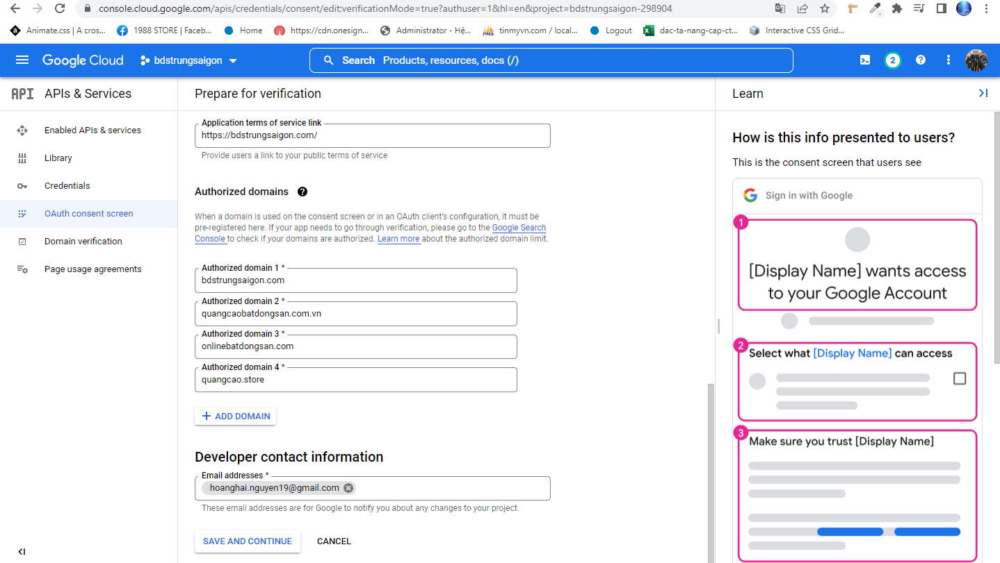 console.cloud.google.com/apis/credentials/consent/edit;verificationMode=true?authuser=1&hl=en&project=bdstrungsaigon-298904
Animate.css | A cros...
1988 STORE | Faceb...
Home
https://cdn.onesign...
Administrator - Hệ...
tinmyvn.com / local...
Logout
dac-ta-nang-cap-ct...
Interactive CSS Grid...
Google Cloud
bdstrungsaigon
Search Products, resources, docs (/)
2
API APIs & Services
Enabled APIs & services
Library
Credentials
OAuth consent screen
Domain verification
Page usage agreements
Prepare for verification
Application terms of service link
https://bdstrungsaigon.com/
Provide users a link to your public terms of service
Authorized domains
When a domain is used on the consent screen or in an OAuth client's configuration, it must be
pre-registered here. If your app needs to go through verification, please go to the Google Search
Console to check if your domains are authorized. Learn more about the authorized domain limit.
Authorized domain 1 *
bdstrungsaigon.com
Authorized domain 2 *
quangcaobatdongsan.com.vn
Authorized domain 3 *
onlinebatdongsan.com
Authorized domain 4 *
quangcao.store
ADD DOMAIN
Developer contact information
Email addresses *
hoanghai.nguyen19@gmail.com
These email addresses are for Google to notify you about any changes to your project.
SAVE AND CONTINUE
CANCEL
Learn
How is this info presented to users?
This is the consent screen that users see
Sign in with Google
1
[Display Name] wants access
to your Google Account
2
Select what [Display Name] can access
3
Make sure you trust [Display Name]